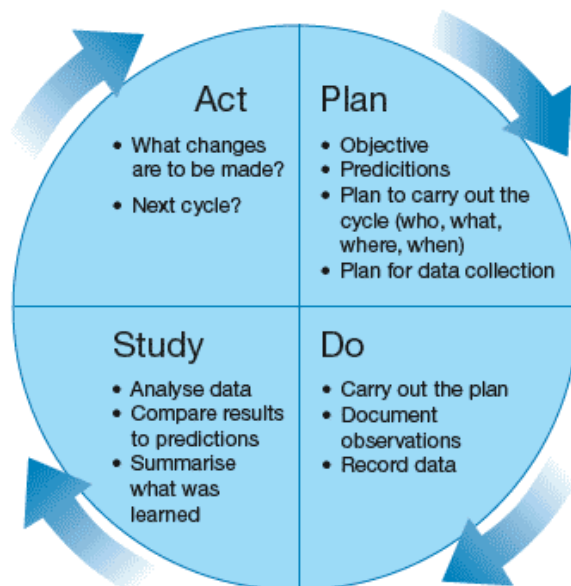 Act
• What changes
are to be made?
• Next cycle?
Plan
• Objective
• Predicitions
• Plan to carry out the
cycle (who, what,
where, when)
• Plan for data collection
Study
• Analyse data
• Compare results
to predictions
• Summarise
what was
learned
Do
• Carry out the plan
• Document
observations
• Record data